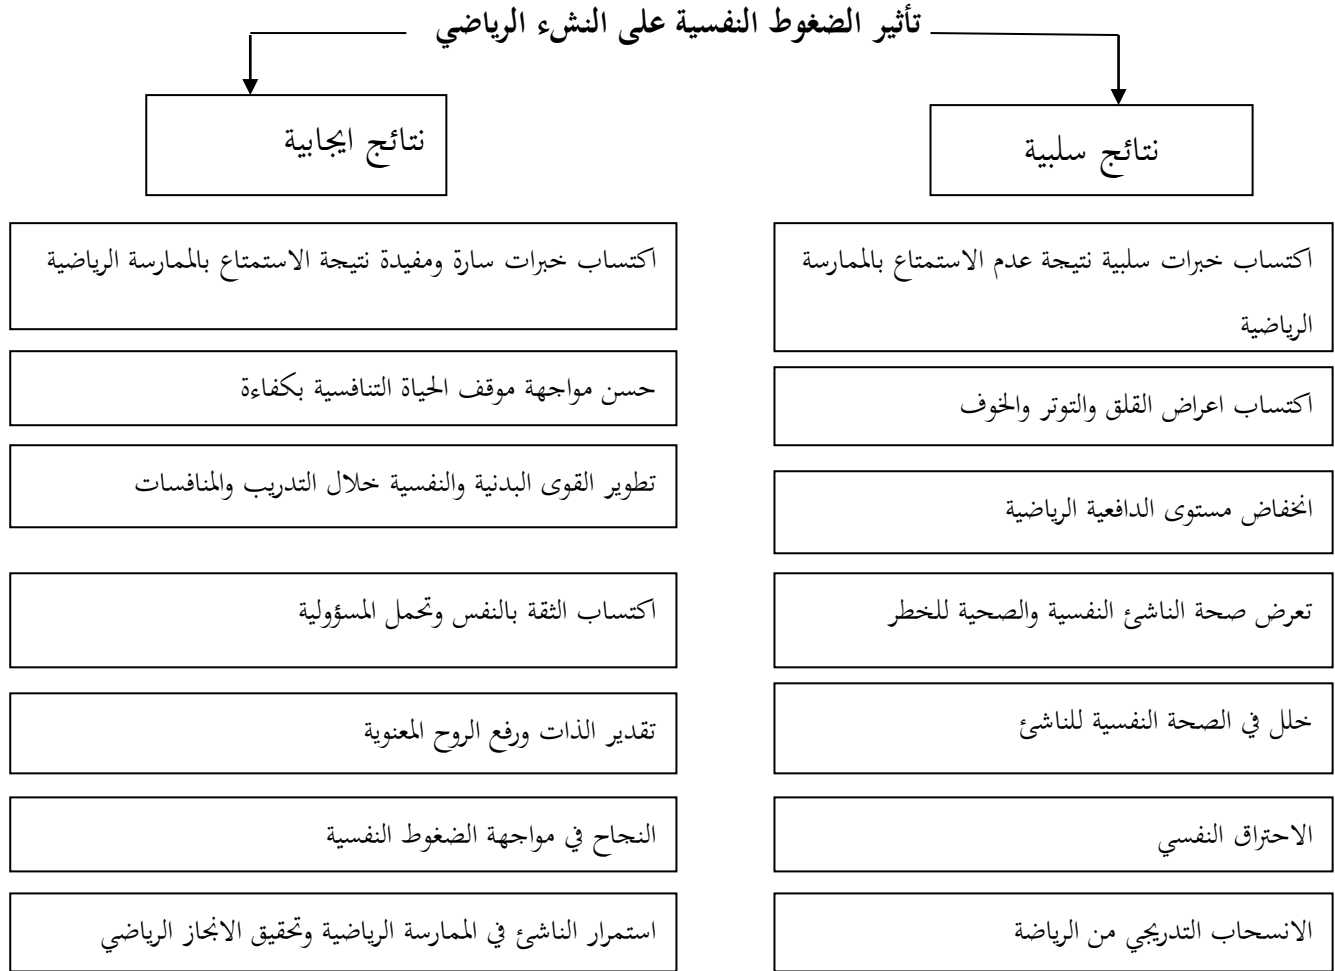 تأثير الضغوط النفسية على النشء الرياضي
نتائج سلبية
اكتساب خبرات سلبية نتيجة عدم الاستمتاع بالممارسة
الرياضية
اكتساب اعراض القلق والتوتر والخوف
انخفاض مستوى الدافعية الرياضية
تعرض صحة الناشئ النفسية والصحية للخطر
خلل في الصحة النفسية للناشئ
الاحتراق النفسي
الانسحاب التدريجي من الرياضة
نتائج ايجابية
اكتساب خبرات سارة ومفيدة نتيجة الاستمتاع بالممارسة الرياضية
حسن مواجهة موقف الحياة التنافسية بكفاءة
تطوير القوى البدنية والنفسية خلال التدريب والمنافسات
اكتساب الثقة بالنفس وتحمل المسؤولية
تقدير الذات ورفع الروح المعنوية
النجاح في مواجهة الضغوط النفسية
استمرار الناشئ في الممارسة الرياضية وتحقيق الانجاز الرياضي